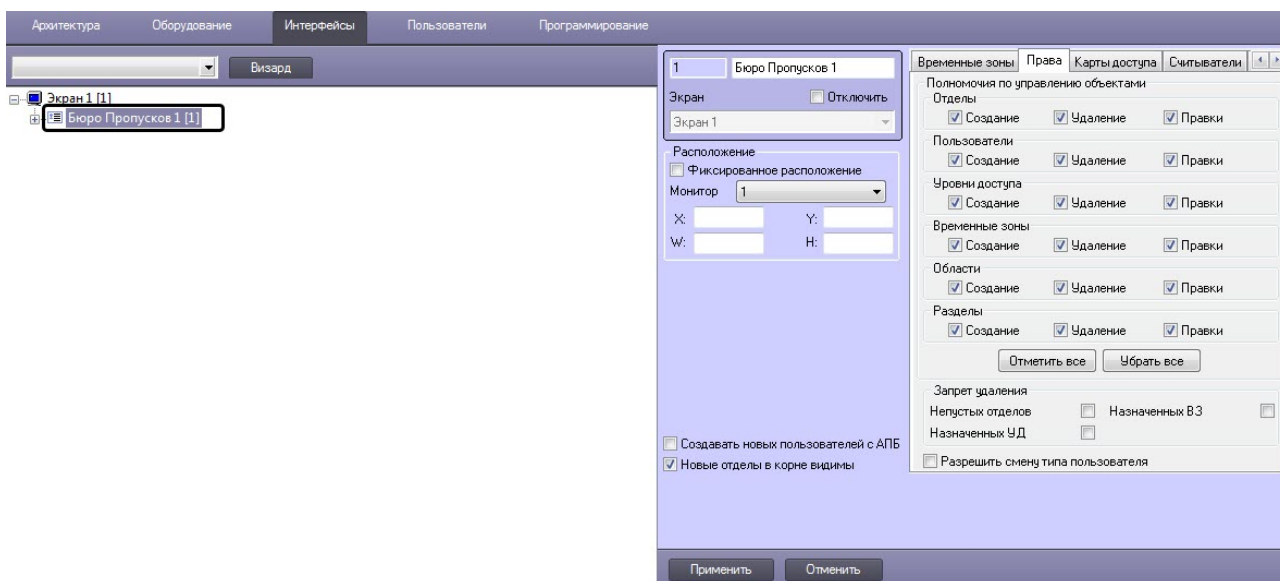 Архитектура Оборудование Интерфейсы Пользователи Программирование
Визард
Экран 1 [1]
Бюро Пропусков 1 [1]
1 Бюро Пропусков 1
Экран Отключить
Экран 1
Расположение
Фиксированное расположение
Монитор 1
X: Y:
W: H:
Создавать новых пользователей с АПБ
Новые отделы в корне видимы
Временные зоны Права Карты доступа Считыватели
Полномочия по управлению объектами
Отделы
Создание Удаление Правки
Пользователи
Создание Удаление Правки
Уровни доступа
Создание Удаление Правки
Временные зоны
Создание Удаление Правки
Области
Создание Удаление Правки
Разделы
Создание Удаление Правки
Отметить все Убрать все
Запрет удаления
Непустых отделов Назначенных ВЗ
Назначенных УД
Разрешить смену типа пользователя
Применить Отменить